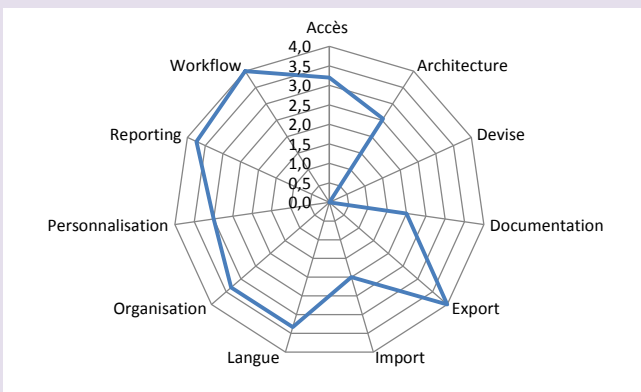 Accès
Architecture
Devise
Documentation
Export
Import
Langue
Organisation
Personnalisation
Reporting
Workflow
4,0
3,5
3,0
2,5
2,0
1,5
1,0
0,5
0,0